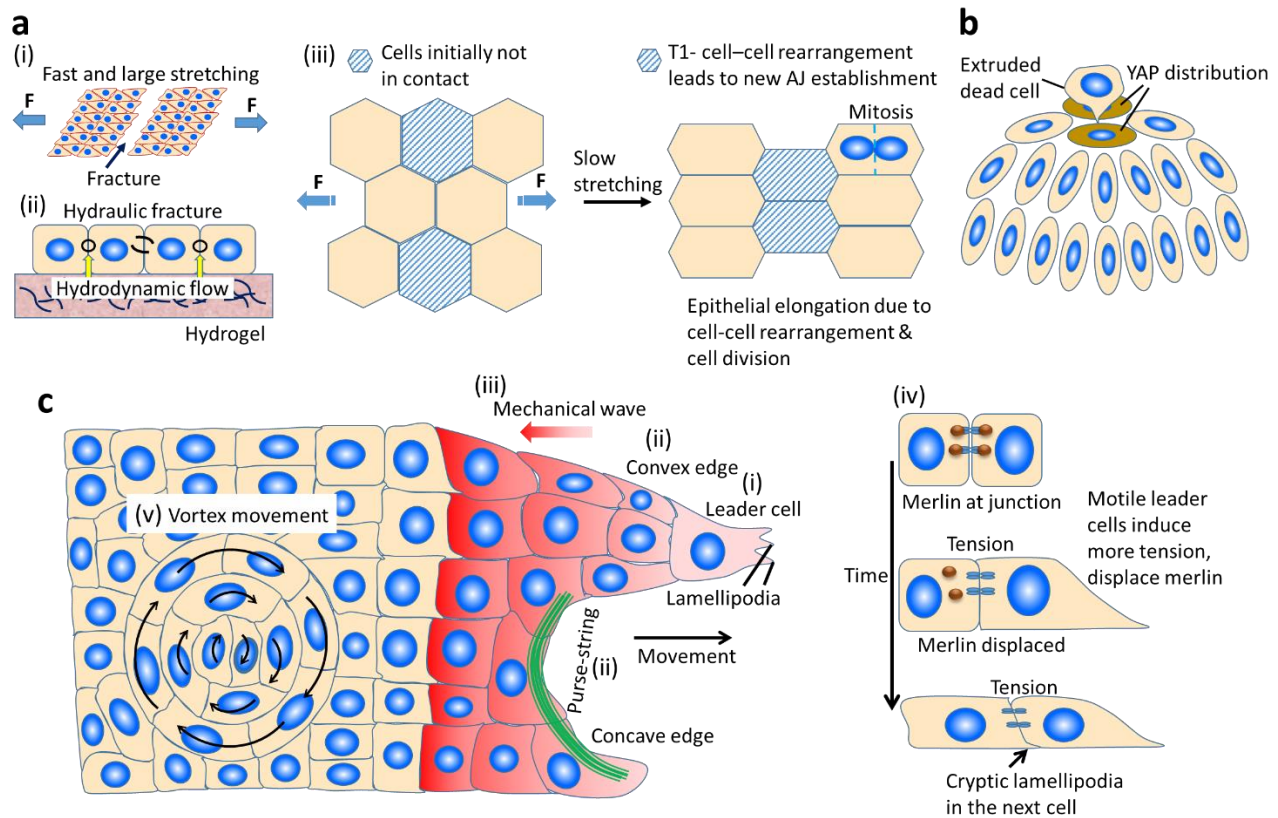 a
(i)
Fast and large stretching
F
F
Fracture
(ii)
Hydraulic fracture
Hydrodynamic flow
Hydrogel
(iii)
Cells initially not
in contact
F
F
Slow
stretching
T1- cell–cell rearrangement
leads to new AJ establishment
Mitosis
Epithelial elongation due to
cell-cell rearrangement &
cell division
b
Extruded
dead cell
YAP distribution
c
(iii)
Mechanical wave
(ii)
Convex edge
(i)
Leader cell
Lamellipodia
(v) Vortex movement
Purse-string
(ii)
Movement
Concave edge
(iv)
Merlin at junction
Motile leader
cells induce
more tension,
displace merlin
Time
Tension
Merlin displaced
Tension
Cryptic lamellipodia
in the next cell